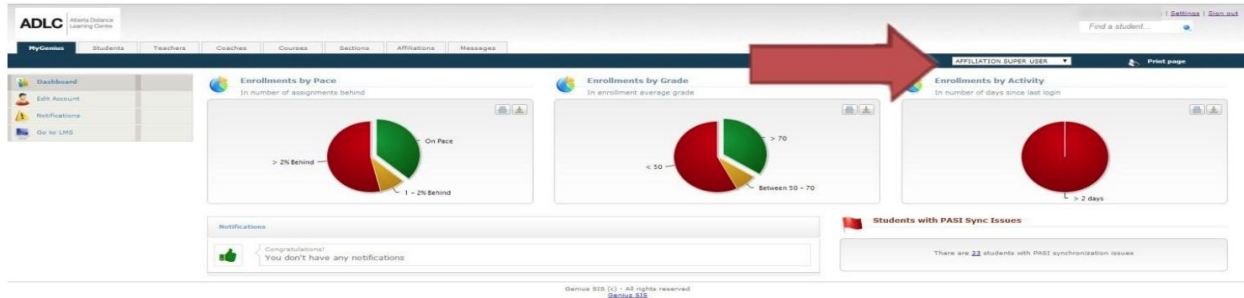 | Settings | Sign out
ADLC Alberta Distance Learning Centre
Find a student...
MyGenius Students Teachers Coaches Courses Sections Affiliations Messages
AFFILIATION SUPER USER Print page
Dashboard
Edit Account
Notifications
Go to LMS
Enrollments by Pace
In number of assignments behind
On Pace
> 2% Behind
1 - 2% Behind
Enrollments by Grade
In enrollment average grade
> 70
< 50
Between 50 - 70
Enrollments by Activity
In number of days since last login
> 2 days
Notifications
Congratulations!
You don't have any notifications
Students with PASI Sync Issues
There are 23 students with PASI synchronization issues
Genius SIS (c) - All rights reserved
Genius SIS